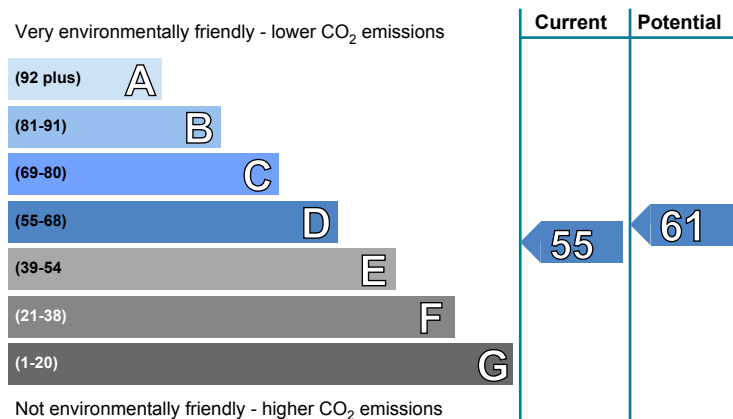 Current Potential
Very environmentally friendly - lower CO2 emissions
(92 plus) A
(81-91) B
(69-80) C
(55-68) D
(39-54 E
(21-38) F
(1-20) G
55
61
Not environmentally friendly - higher CO2 emissions